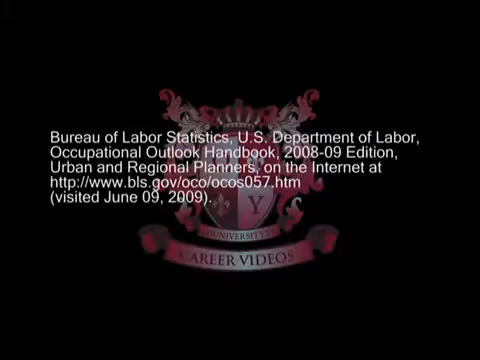 Bureau of Labor Statistics, U.S. Department of Labor,
Occupational Outlook Handbook, 2008-09 Edition,
Urban and Regional Planners, on the Internet at
http://www.bls.gov/oco/ocos057.htm
(visited June 09, 2009).
Y
CAREER VIDEOS